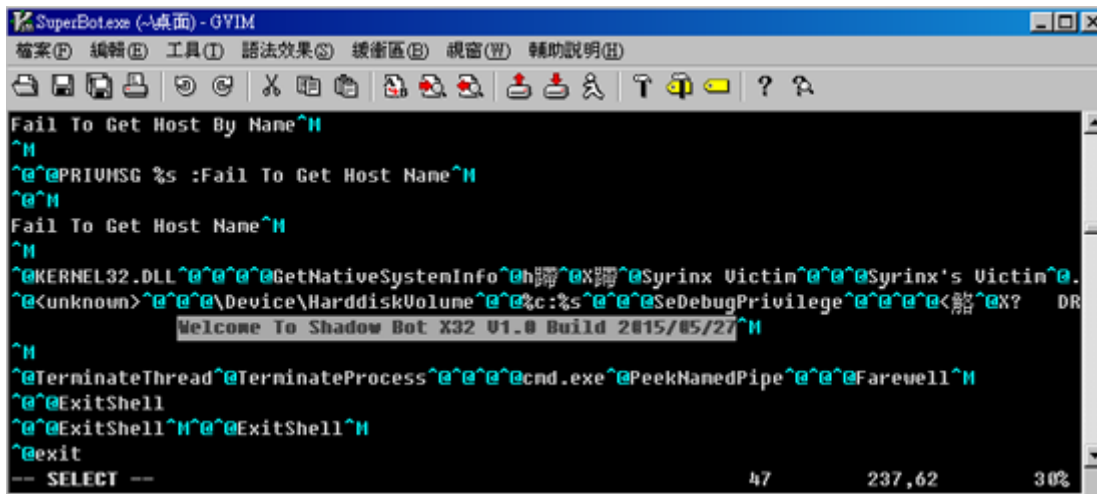 SuperBot.exe (~\桌面) - GVIM
檔案(F) 編輯(E) 工具(T) 語法效果(S) 緩衝區(B) 視窗(W) 輔助說明(H)
Fail To Get Host By Name^M
^M
^@^@PRIVMSG %s :Fail To Get Host Name^M
^@^M
Fail To Get Host Name^M
^M
^@KERNEL32.DLL^@^@^@^@GetNativeSystemInfo^@h ^@X ^@Syrinx Victim^@^@^@Syrinx's Victim^@.
^@<unknown>^@^@^@\Device\HarddiskVolume^@^@%c:%s^@^@^@SeDebugPrivilege^@^@^@^@< ^@X? DR
Welcome To Shadow Bot X32 V1.0 Build 2015/05/27^M
^M
^@TerminateThread^@TerminateProcess^@^@^@^@cmd.exe^@PeekNamedPipe^@^@^@Farewell^M
^@^@ExitShell
^@^@ExitShell^M^@^@ExitShell^M
^@exit
-- SELECT -- 47 237,62 30%